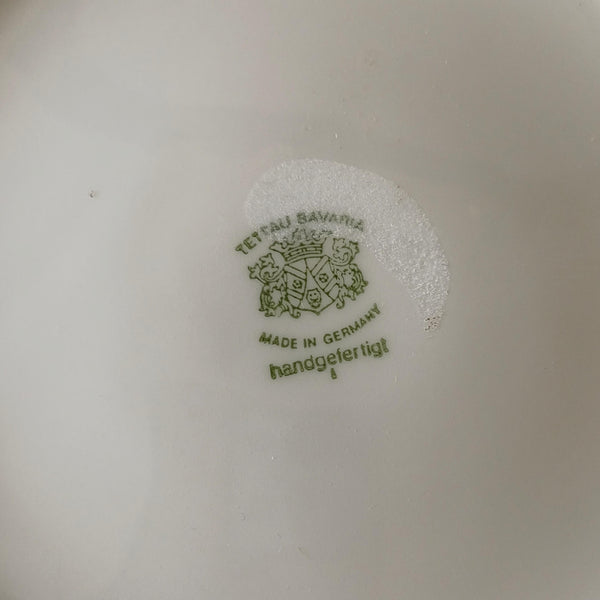 TETTAU BAVARIA
MADE IN GERMANY
handgefertigt